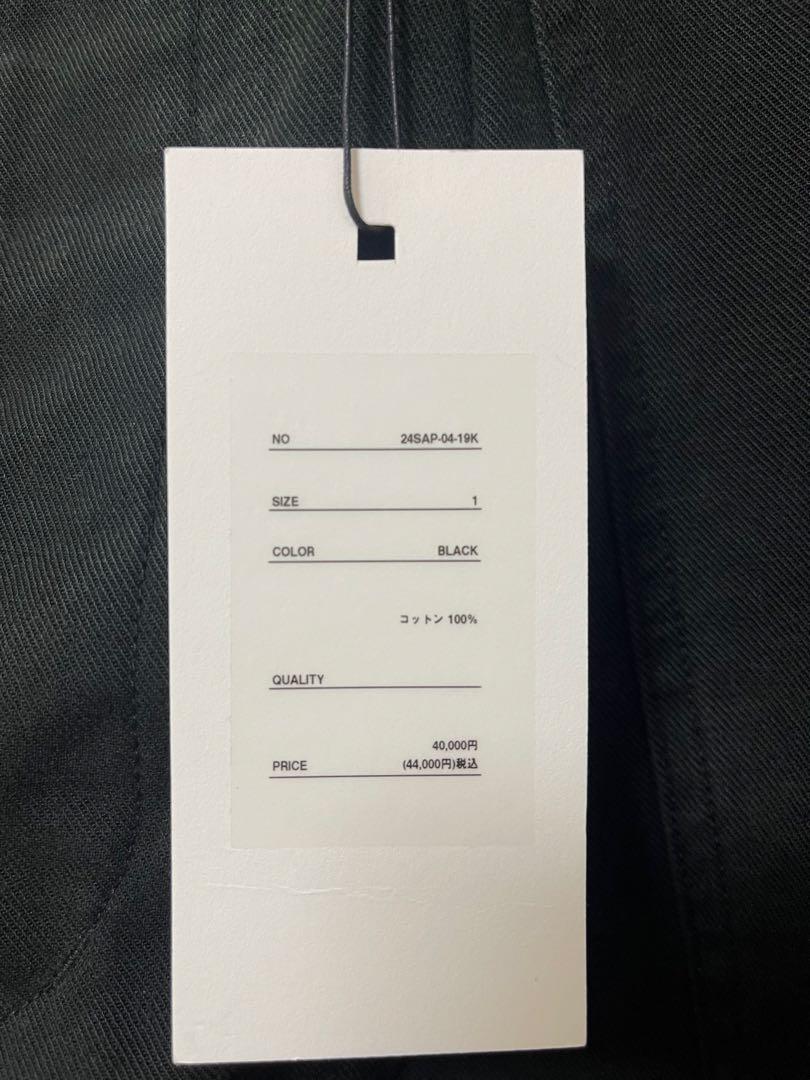 NO 24SAP-04-19K
SIZE 1
COLOR BLACK
コットン 100%
QUALITY
40,000円
PRICE (44,000円)税込